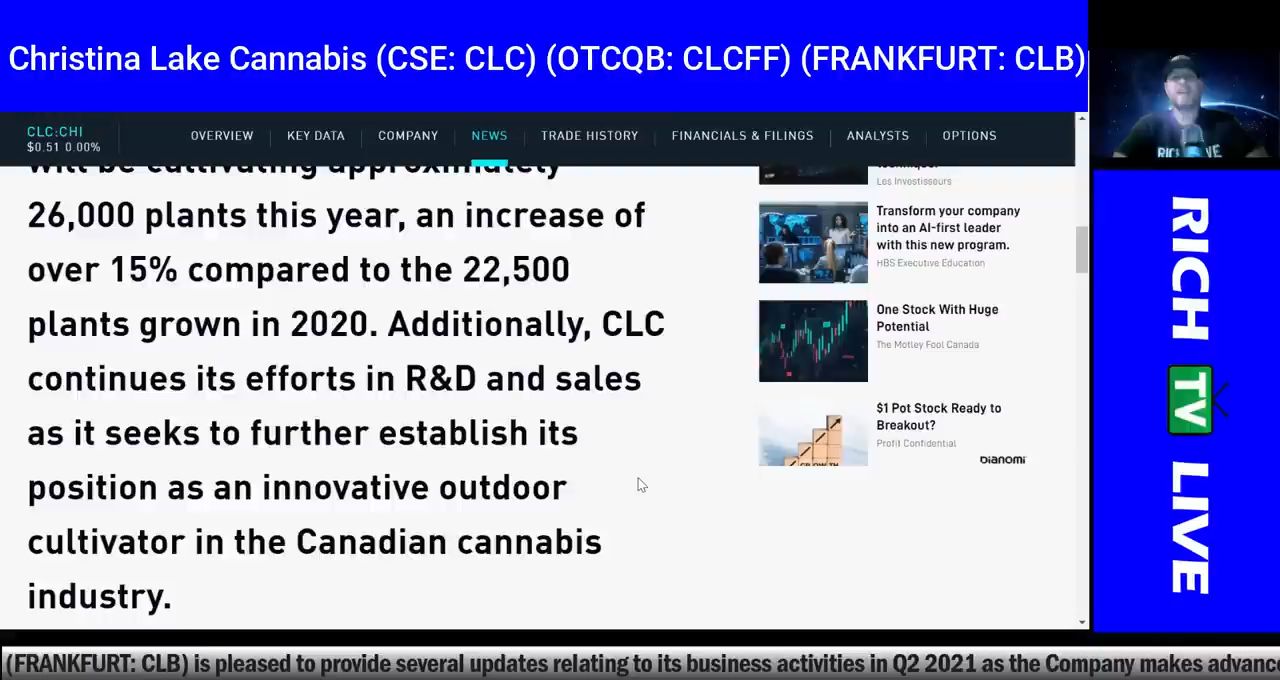 Christina Lake Cannabis (CSE: CLC) (OTCQB: CLCFF) (FRANKFURT: CLB)
CLC:CHI
$0.51 0.00%
OVERVIEW
KEY DATA
COMPANY
NEWS
TRADE HISTORY
FINANCIALS & FILINGS
ANALYSTS
OPTIONS
will be cultivating approximately
26,000 plants this year, an increase of
over 15% compared to the 22,500
plants grown in 2020. Additionally, CLC
continues its efforts in R&D and sales
as it seeks to further establish its
position as an innovative outdoor
cultivator in the Canadian cannabis
industry.
Les Investisseurs
Transform your company
into an AI-first leader
with this new program.
HBS Executive Education
One Stock With Huge
Potential
The Motley Fool Canada
$1 Pot Stock Ready to
Breakout?
Profit Confidential
DIANOMI
RICH TV LIVE
(FRANKFURT: CLB) is pleased to provide several updates relating to its business activities in Q2 2021 as the Company makes advance